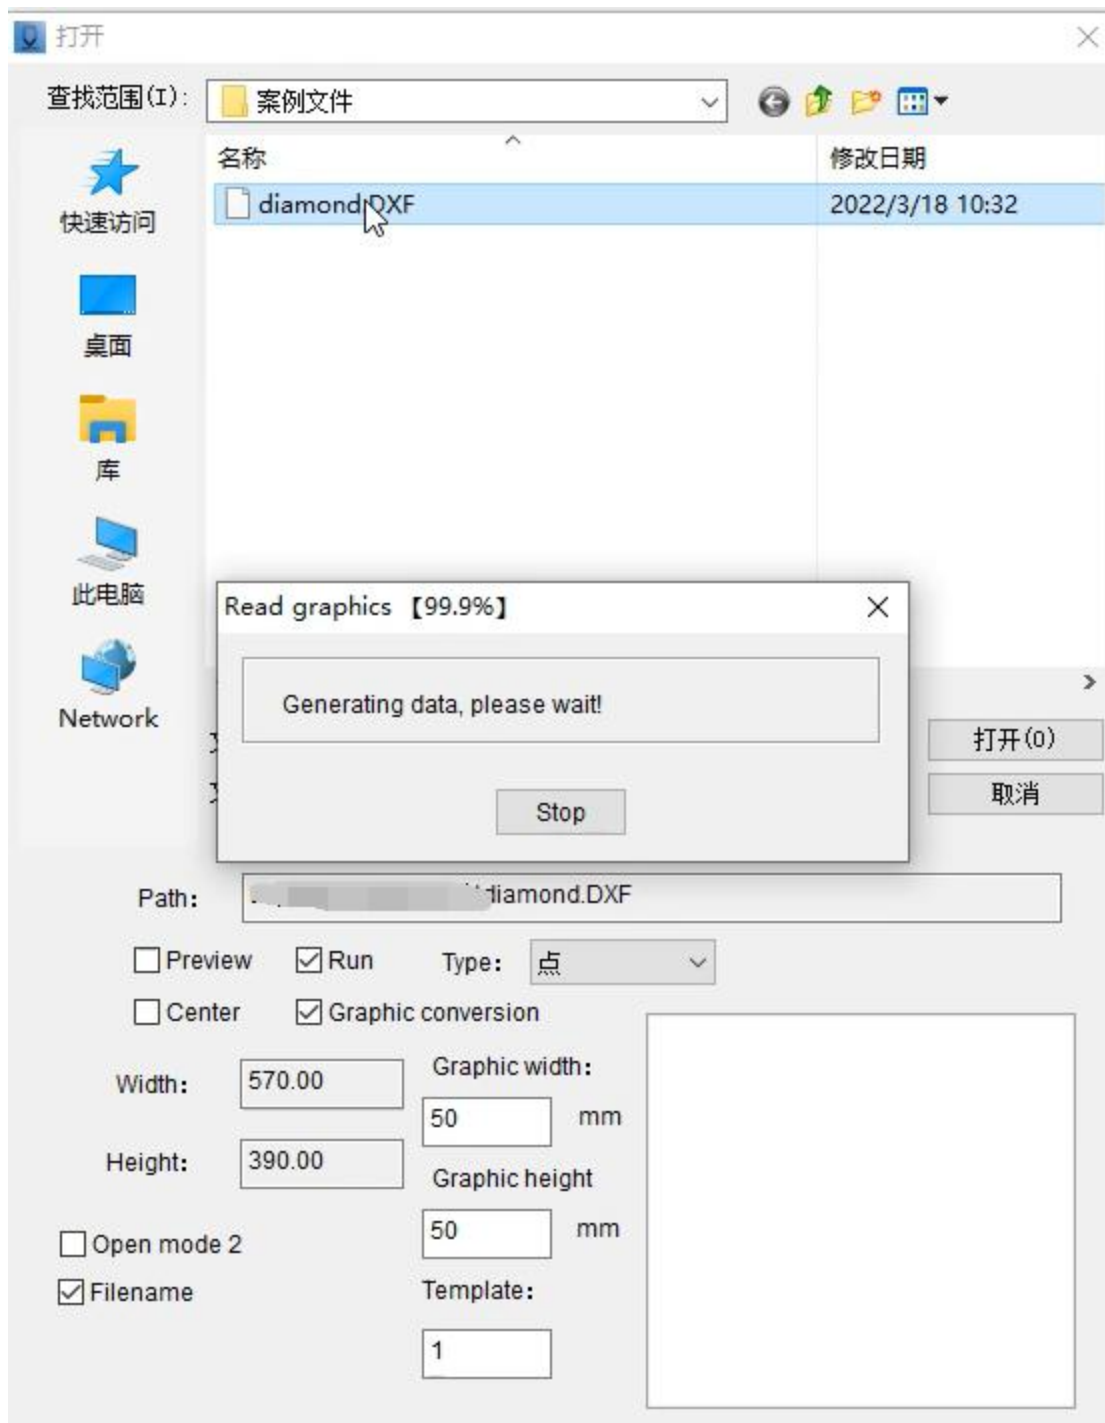 打开
查找范围(I):
案例文件
名称
修改日期
diamond.DXF
2022/3/18 10:32
快速访问
桌面
库
此电脑
Network
Read graphics 【99.9%】
Generating data, please wait!
Stop
打开(O)
取消
Path:
diamond.DXF
Preview
Run
Type:
点
Center
Graphic conversion
Width:
570.00
Graphic width:
50
mm
Height:
390.00
Graphic height
50
mm
Open mode 2
Filename
Template:
1